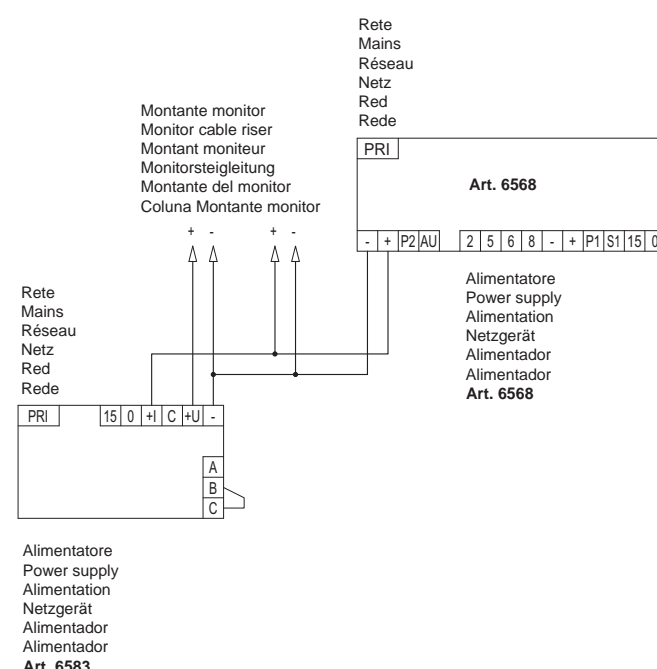 Rete
Mains
Réseau
Netz
Red
Rede
Montante monitor
Monitor cable riser
Montant moniteur
Monitorsteigleitung
Montante del monitor
Coluna Montante monitor
+ - + -
PRI
Art. 6568
- + P2 AU 2 5 6 8 - + P1 S1 15 0
Alimentatore
Power supply
Alimentation
Netzgerät
Alimentador
Alimentador
Art. 6568
Rete
Mains
Réseau
Netz
Red
Rede
PRI 15 0 +I C +U -
A
B
C
Alimentatore
Power supply
Alimentation
Netzgerät
Alimentador
Alimentador
Art. 6583